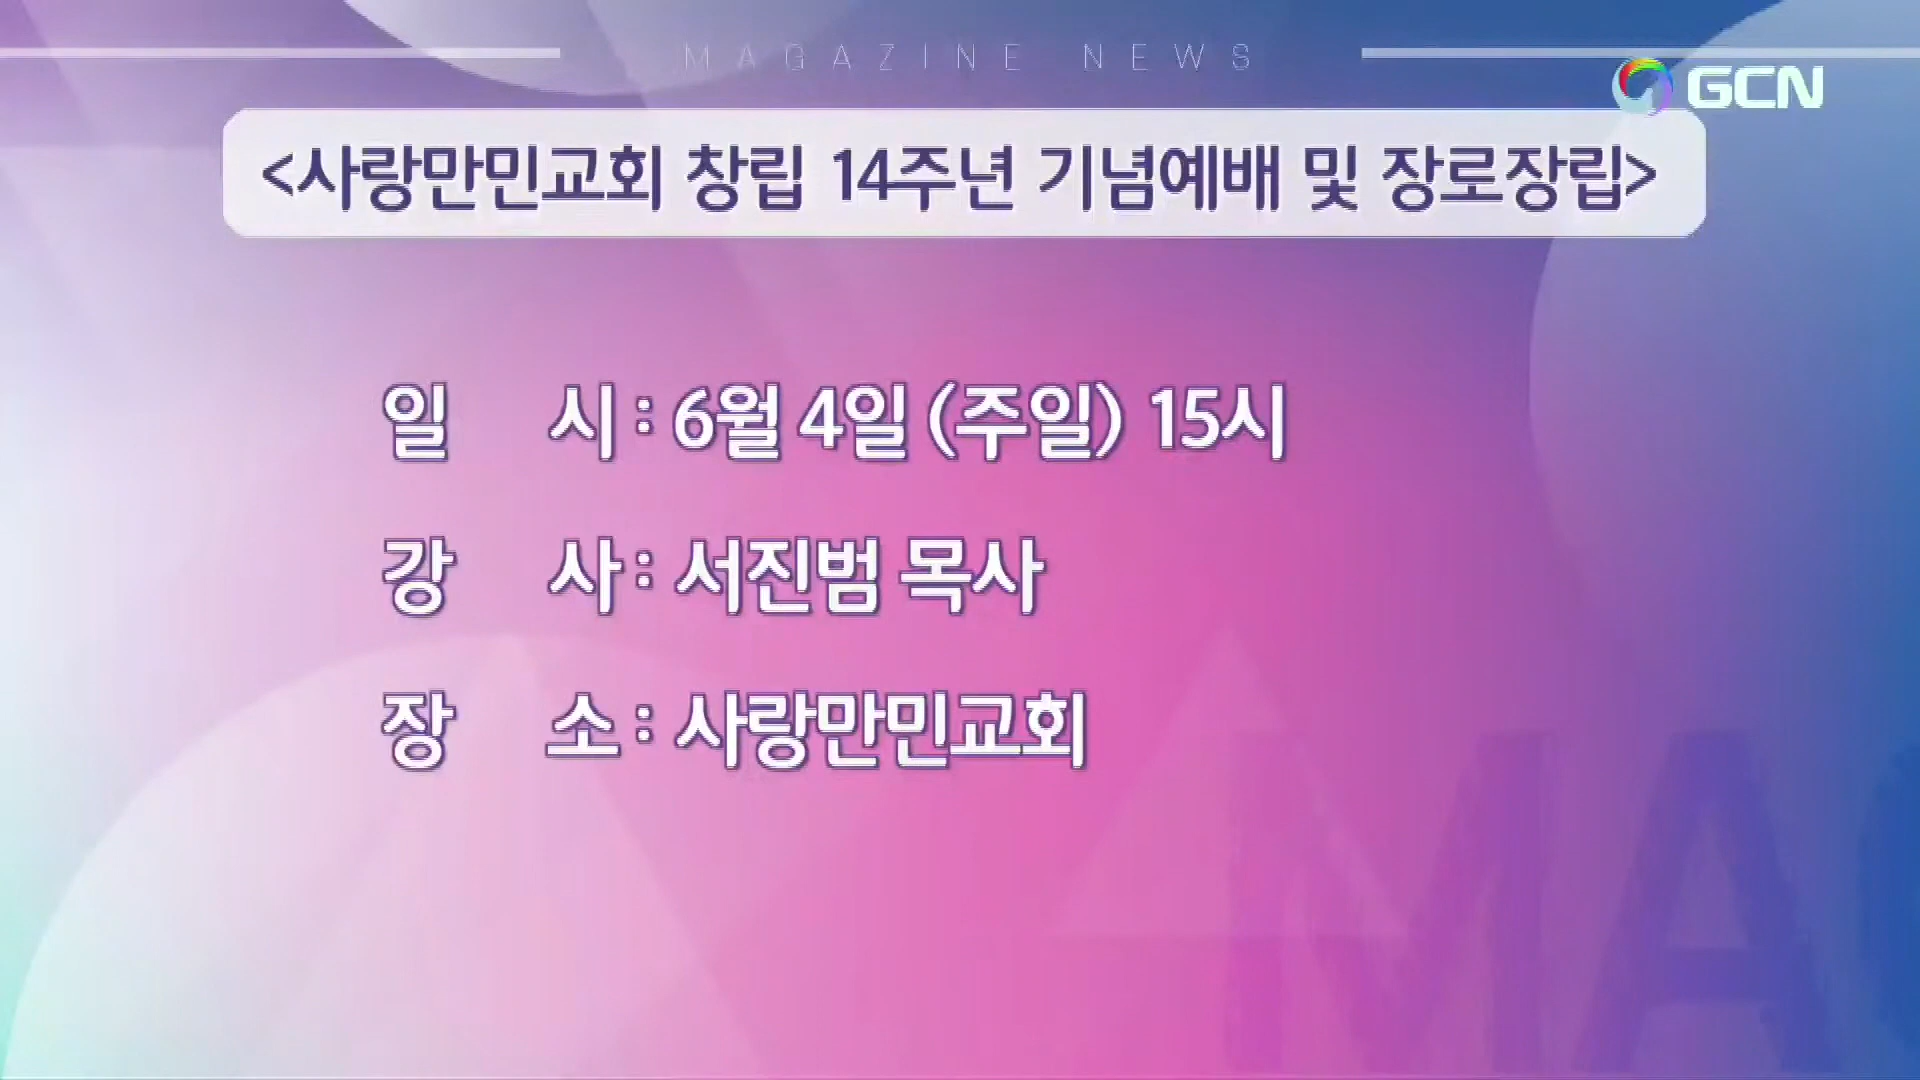 MAGAZINE NEWS
GCN
<사랑만민교회 창립 14주년 기념예배 및 장로장립>
일 시 : 6월 4일 (주일) 15시
강 사 : 서진범 목사
장 소 : 사랑만민교회
MA